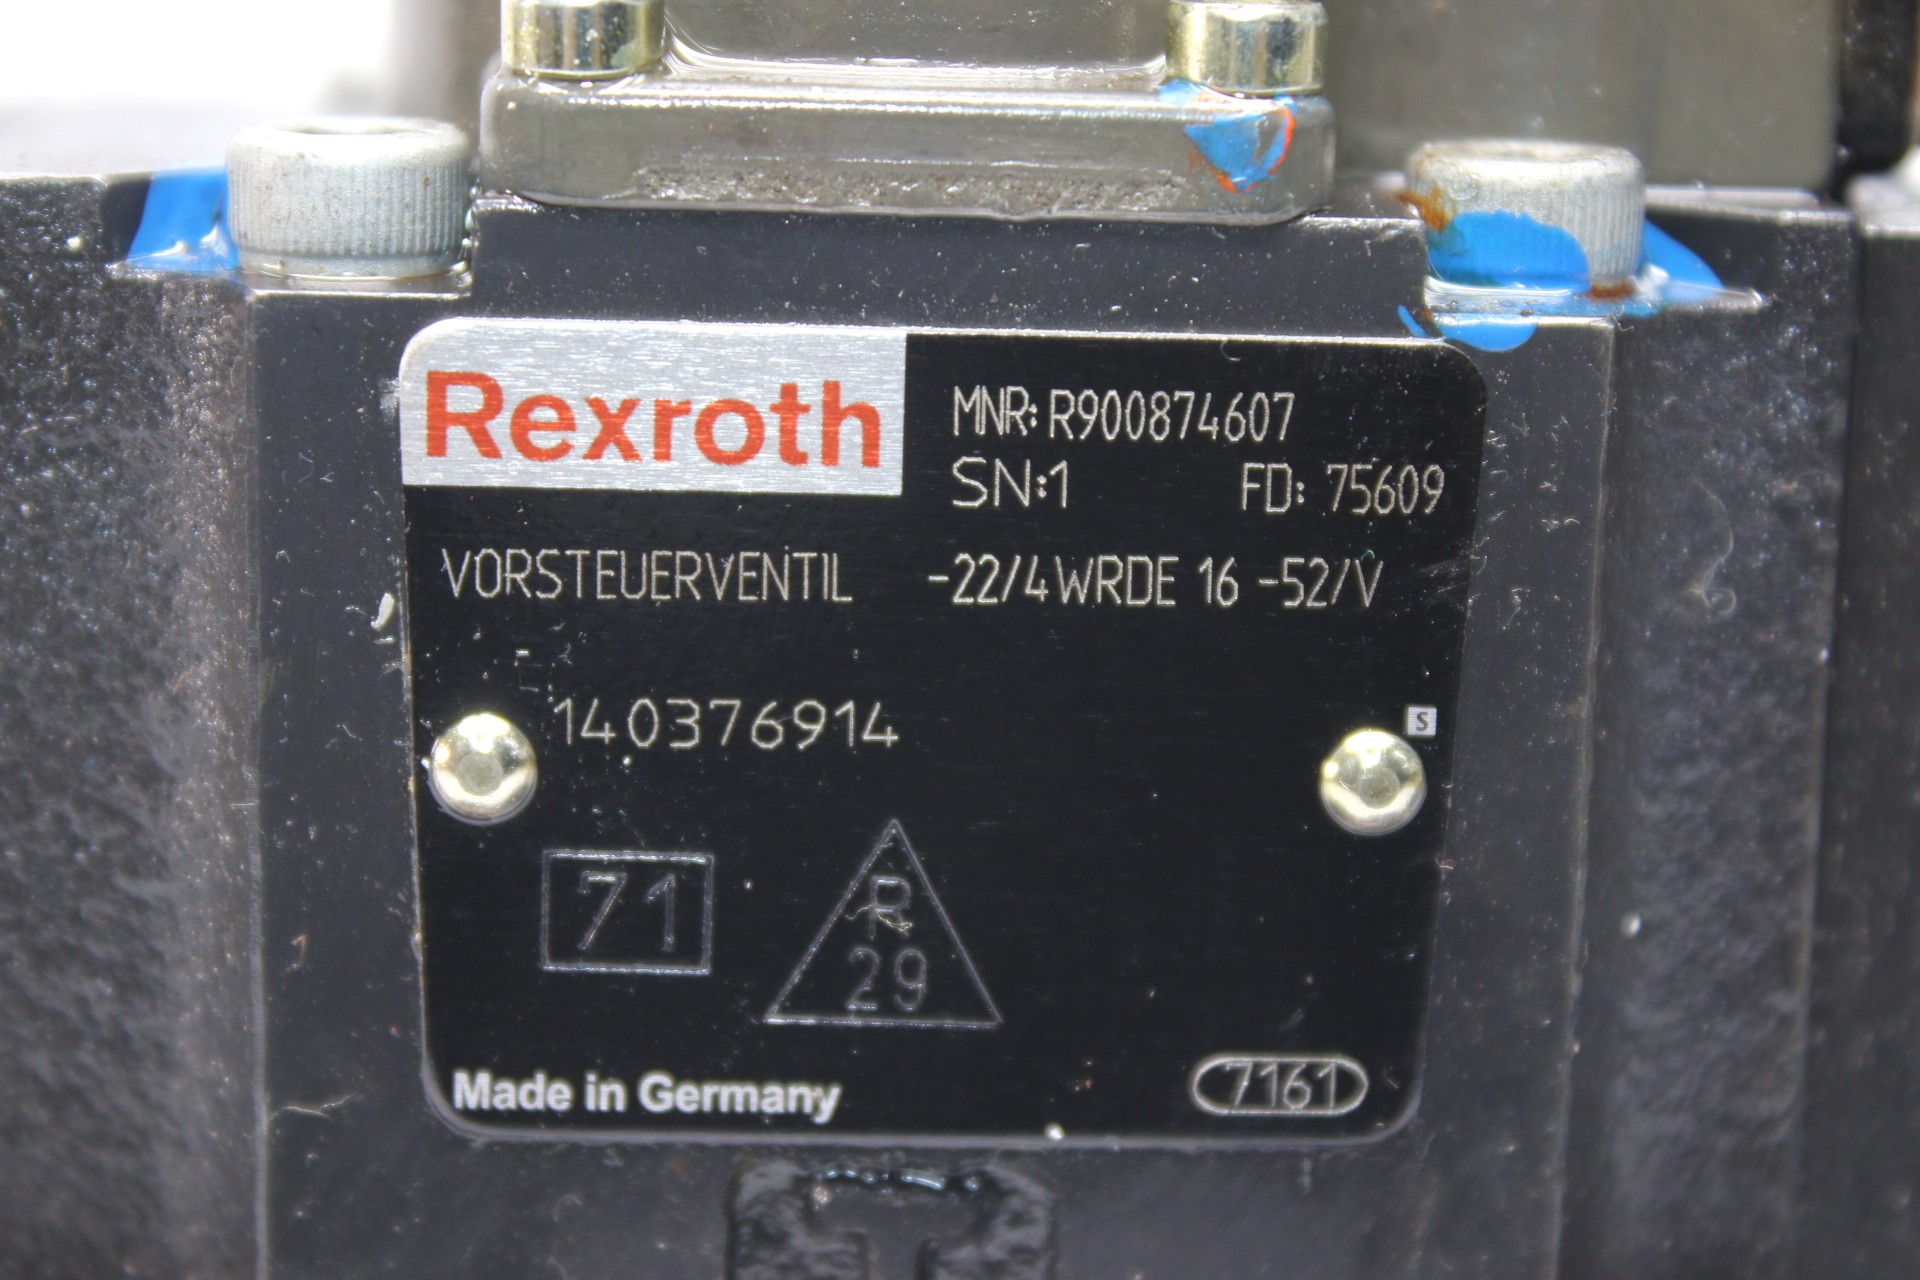 Rexroth
MNR: R900874607
SN:1 FD: 75609
VORSTEUERVENTIL -22/4WRDE 16 -52/V
140376914
S
71
R
29
Made in Germany
7161